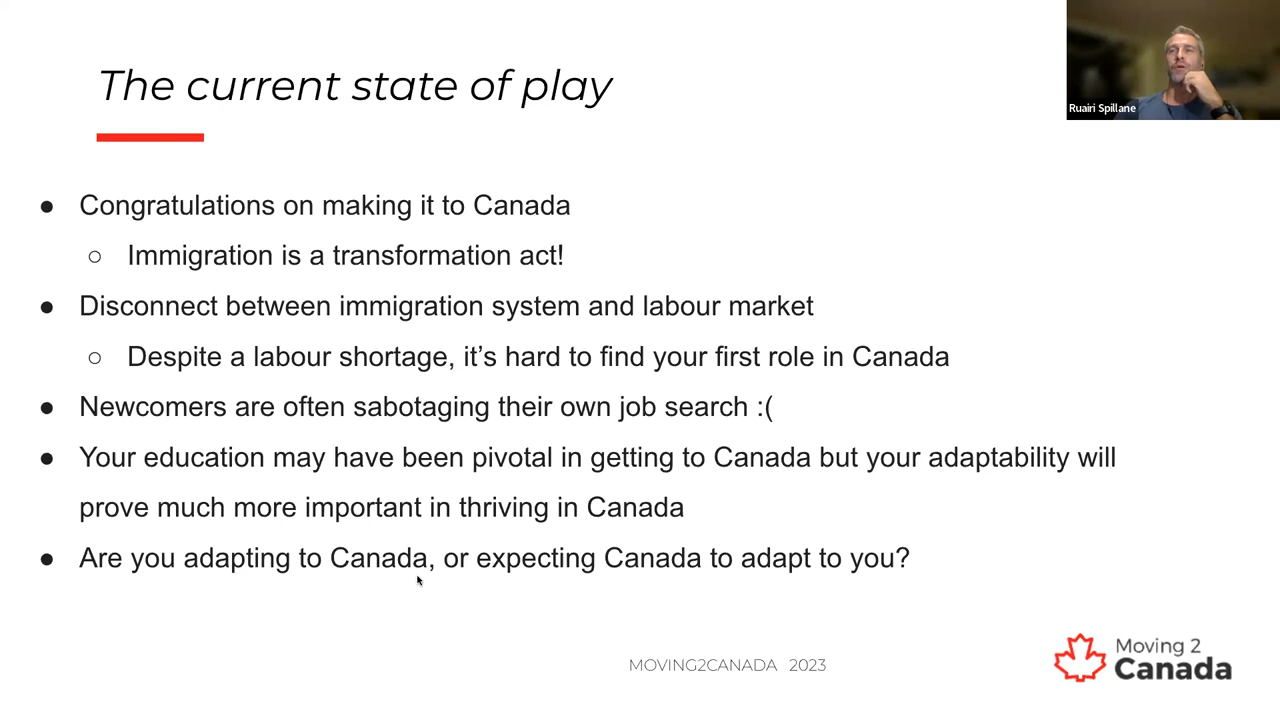 The current state of play
Ruairi Spillane
● Congratulations on making it to Canada
○ Immigration is a transformation act!
● Disconnect between immigration system and labour market
○ Despite a labour shortage, it’s hard to find your first role in Canada
● Newcomers are often sabotaging their own job search :(
● Your education may have been pivotal in getting to Canada but your adaptability will
prove much more important in thriving in Canada
● Are you adapting to Canada, or expecting Canada to adapt to you?
MOVING2CANADA 2023
Moving 2
Canada